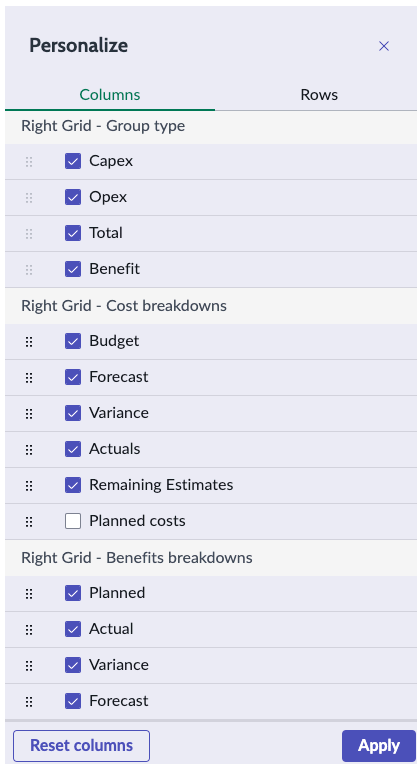 Personalize
Columns Rows
Right Grid - Group type
Capex
Opex
Total
Benefit
Right Grid - Cost breakdowns
Budget
Forecast
Variance
Actuals
Remaining Estimates
Planned costs
Right Grid - Benefits breakdowns
Planned
Actual
Variance
Forecast
Reset columns Apply